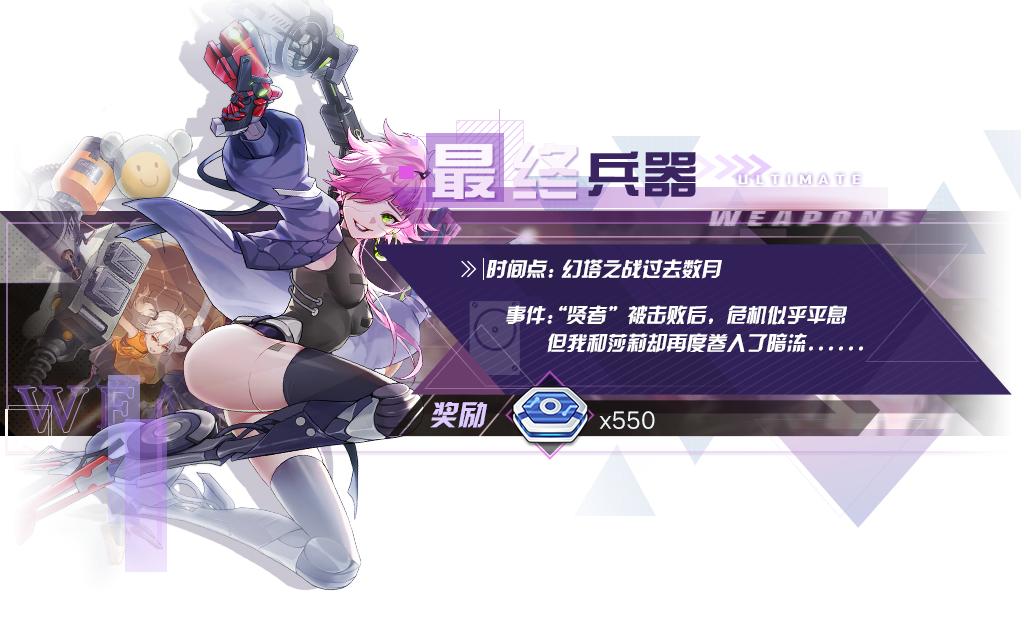 最终兵器
ULTIMATE
WEAPONS
时间点：幻塔之战过去数月
事件：“贤者”被击败后，危机似乎平息
但我和莎莉却再度卷入了暗流......
奖励
x550